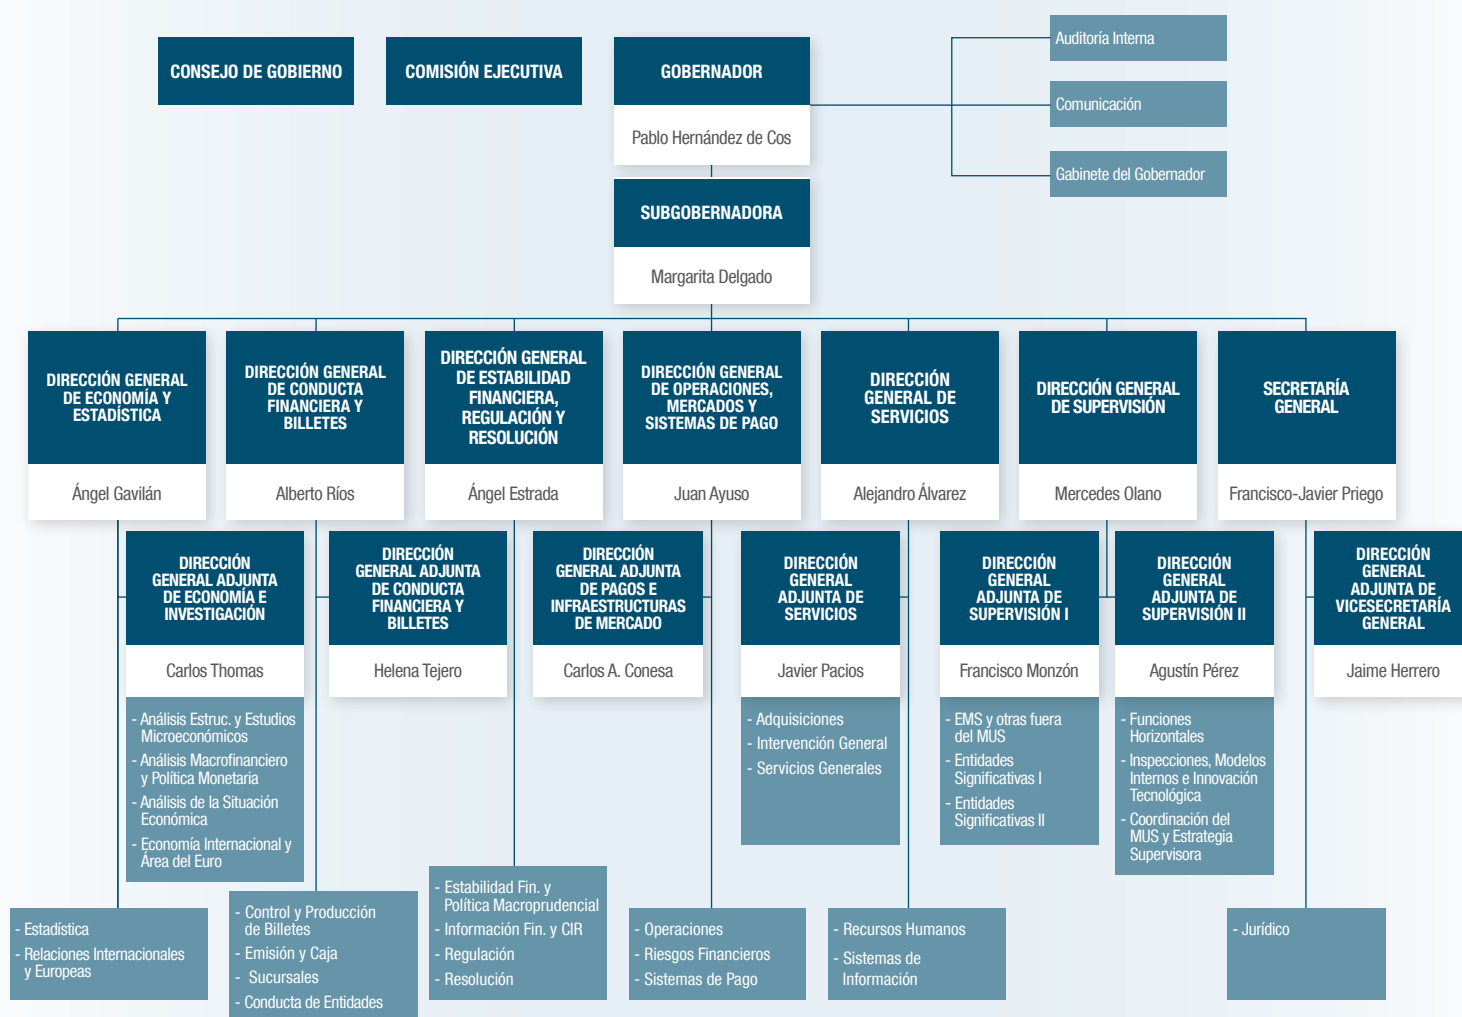 CONSEJO DE GOBIERNO
COMISIÓN EJECUTIVA
GOBERNADOR
Pablo Hernández de Cos
Auditoría Interna
Comunicación
Gabinete del Gobernador
SUBGOBERNADORA
Margarita Delgado
DIRECCIÓN GENERAL
DE ECONOMÍA Y
ESTADÍSTICA
Ángel Gavilán
DIRECCIÓN GENERAL
DE CONDUCTA
FINANCIERA Y
BILLETES
Alberto Ríos
DIRECCIÓN GENERAL
DE ESTABILIDAD
FINANCIERA,
REGULACIÓN Y
RESOLUCIÓN
Ángel Estrada
DIRECCIÓN GENERAL
DE OPERACIONES,
MERCADOS Y
SISTEMAS DE PAGO
Juan Ayuso
DIRECCIÓN
GENERAL DE
SERVICIOS
Alejandro Álvarez
DIRECCIÓN GENERAL
DE SUPERVISIÓN
Mercedes Olano
SECRETARÍA
GENERAL
Francisco-Javier Priego
DIRECCIÓN
GENERAL ADJUNTA
DE ECONOMÍA E
INVESTIGACIÓN
Carlos Thomas
- Análisis Estruc. y Estudios
Microeconómicos
- Análisis Macrofinanciero
y Política Monetaria
- Análisis de la Situación
Económica
- Economía Internacional y
Área del Euro
DIRECCIÓN
GENERAL ADJUNTA
DE CONDUCTA
FINANCIERA Y
BILLETES
Helena Tejero
DIRECCIÓN
GENERAL ADJUNTA
DE PAGOS E
INFRAESTRUCTURAS
DE MERCADO
Carlos A. Conesa
DIRECCIÓN
GENERAL
ADJUNTA DE
SERVICIOS
Javier Pacios
- Adquisiciones
- Intervención General
- Servicios Generales
DIRECCIÓN
GENERAL
ADJUNTA DE
SUPERVISIÓN I
Francisco Monzón
- EMS y otras fuera
del MUS
- Entidades
Significativas I
- Entidades
Significativas II
DIRECCIÓN
GENERAL
ADJUNTA DE
SUPERVISIÓN II
Agustín Pérez
- Funciones
Horizontales
- Inspecciones, Modelos
Internos e Innovación
Tecnológica
- Coordinación del
MUS y Estrategia
Supervisora
DIRECCIÓN
GENERAL
ADJUNTA DE
VICESECRETARÍA
GENERAL
Jaime Herrero
- Estadística
- Relaciones Internacionales
y Europeas
- Control y Producción
de Billetes
- Emisión y Caja
- Sucursales
- Conducta de Entidades
- Estabilidad Fin. y
Política Macroprudencial
- Información Fin. y CIR
- Regulación
- Resolución
- Operaciones
- Riesgos Financieros
- Sistemas de Pago
- Recursos Humanos
- Sistemas de
Información
- Jurídico